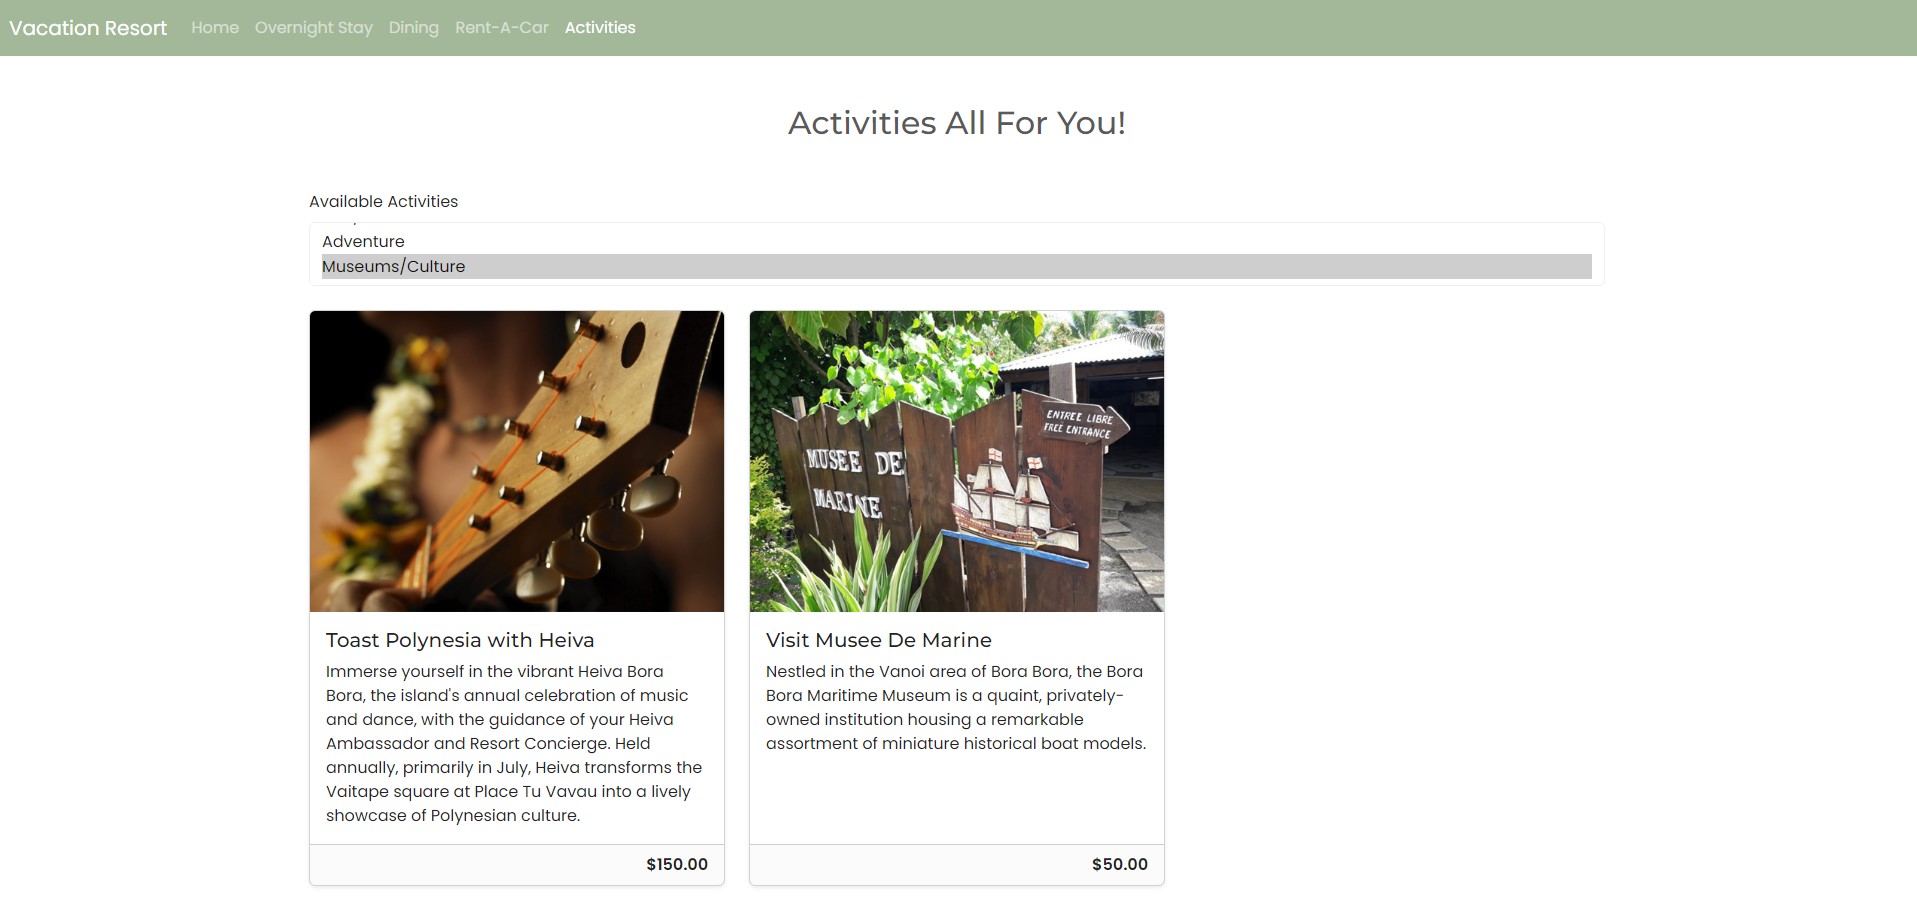 Vacation Resort Home Overnight Stay Dining Rent-A-Car Activities
Activities All For You!
Available Activities
Adventure
Museums/Culture
MUSEE DE
MARINE
ENTREE LIBRE
FREE ENTRANCE
Toast Polynesia with Heiva
Immerse yourself in the vibrant Heiva Bora
Bora, the island's annual celebration of music
and dance, with the guidance of your Heiva
Ambassador and Resort Concierge. Held
annually, primarily in July, Heiva transforms the
Vaitape square at Place Tu Vavau into a lively
showcase of Polynesian culture.
$150.00
Visit Musee De Marine
Nestled in the Vanoi area of Bora Bora, the Bora
Bora Maritime Museum is a quaint, privately-
owned institution housing a remarkable
assortment of miniature historical boat models.
$50.00